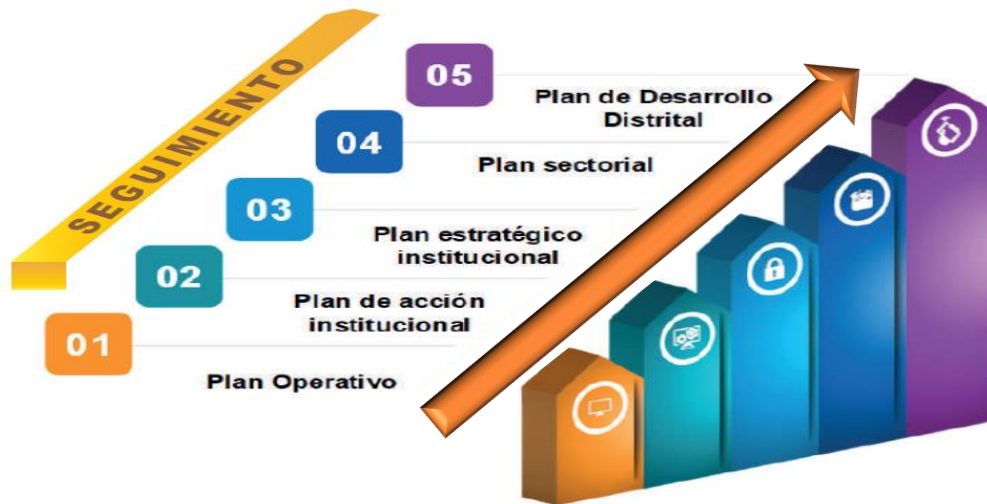 SEGUIMIENTO
05
Plan de Desarrollo
Distrital
04
Plan sectorial
03
Plan estratégico
institucional
02
Plan de acción
institucional
01
Plan Operativo